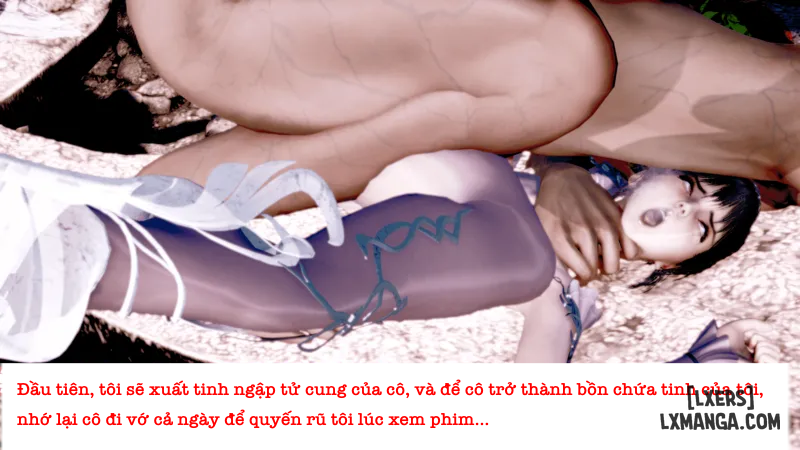 Đầu tiên, tôi sẽ xuất tinh ngập tử cung của cô, và để cô trở thành bồn chứa tinh của tôi,
nhớ lại cô đi vớ cả ngày để quyến rũ tôi lúc xem phim...
[LXERS]
LXMANGA.COM